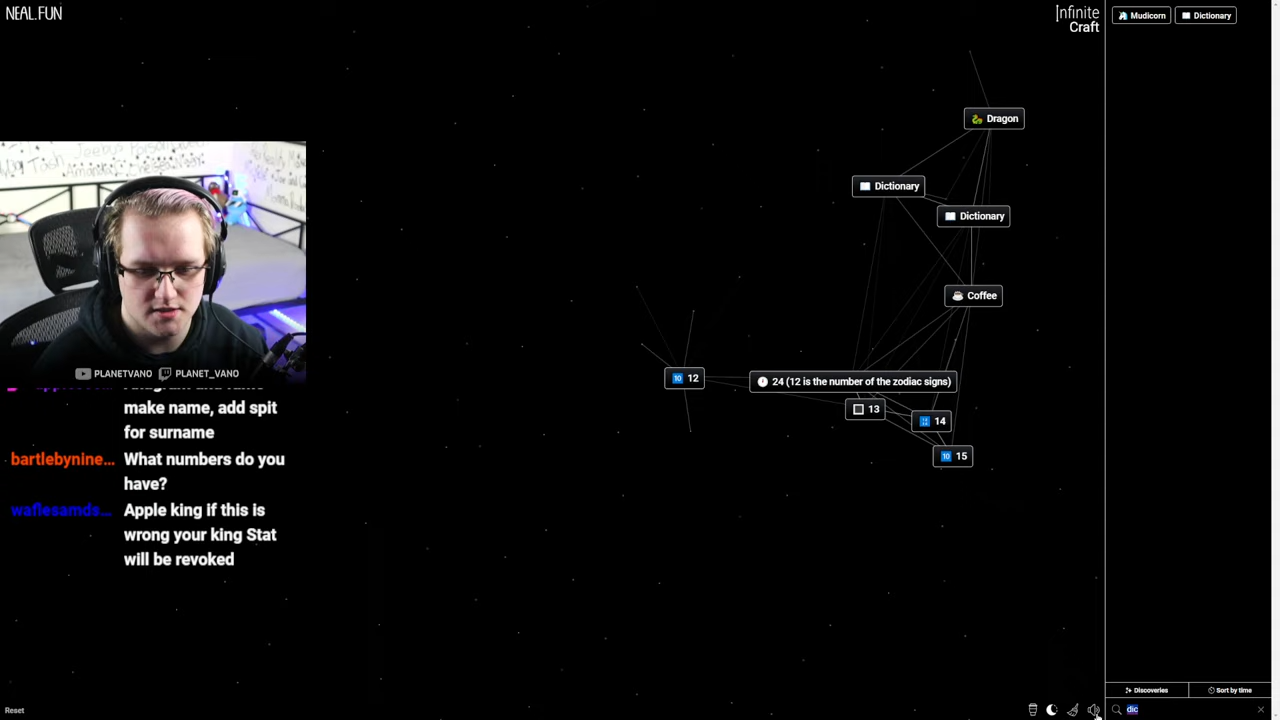 NEAL.FUN
Infinite
Craft
Mudicorn
Dictionary
Dragon
Dictionary
Dictionary
Coffee
12
24 (12 is the number of the zodiac signs)
13
14
15
PLANETVANO PLANET_VANO
make name, add spit
for surname
bartlebynine... What numbers do you
have?
waflesamds... Apple king if this is
wrong your king Stat
will be revoked
Discoveries
Sort by time
Reset
dic